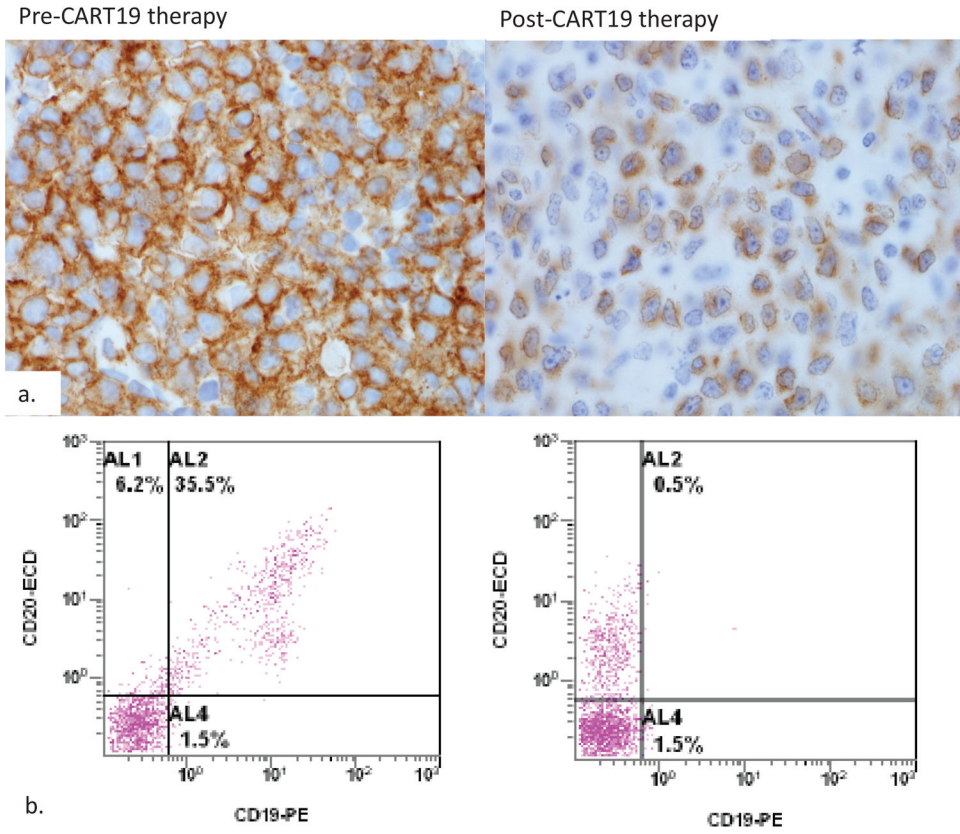 Pre-CART19 therapy
Post-CART19 therapy
a.
10³
10²
10¹
10⁰
AL1
6.2%
AL2
35.5%
AL4
1.5%
CD20-ECD
10⁰
10¹
10²
10³
CD19-PE
10³
10²
10¹
10⁰
AL2
0.5%
AL4
1.5%
CD20-ECD
10⁰
10¹
10²
10³
CD19-PE
b.